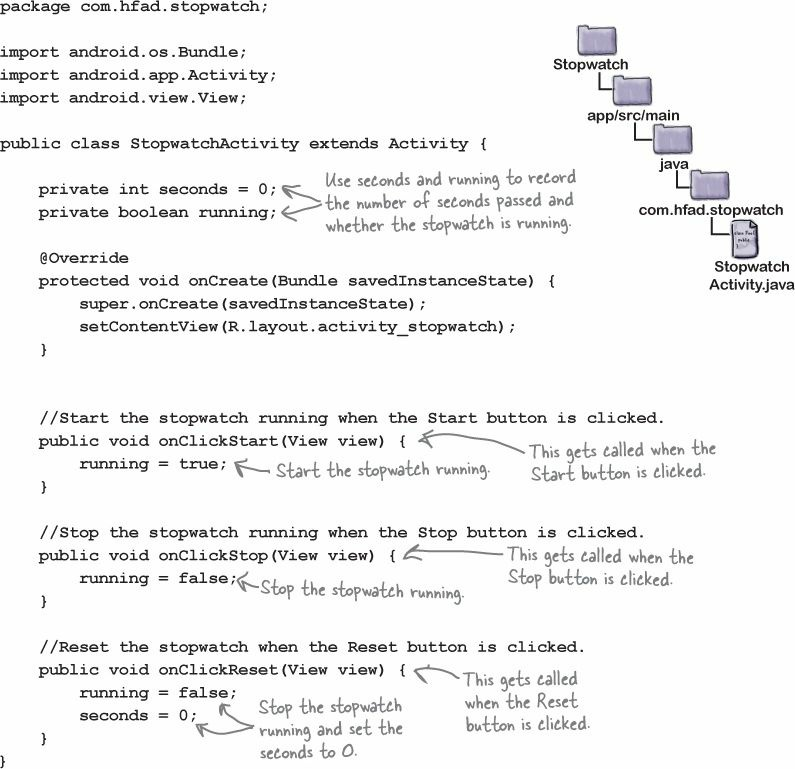 package com.hfad.stopwatch;
import android.os.Bundle;
import android.app.Activity;
import android.view.View;
public class StopwatchActivity extends Activity {
private int seconds = 0;
private boolean running;
Use seconds and running to record
the number of seconds passed and
whether the stopwatch is running.
@Override
protected void onCreate(Bundle savedInstanceState) {
super.onCreate(savedInstanceState);
setContentView(R.layout.activity_stopwatch);
}
Stopwatch
app/src/main
java
com.hfad.stopwatch
Stopwatch
Activity.java
//Start the stopwatch running when the Start button is clicked.
public void onClickStart(View view) {
This gets called when the
Start button is clicked.
running = true;
Start the stopwatch running.
}
//Stop the stopwatch running when the Stop button is clicked.
public void onClickStop(View view) {
This gets called when the
Stop button is clicked.
running = false;
Stop the stopwatch running.
}
//Reset the stopwatch when the Reset button is clicked.
public void onClickReset(View view) {
This gets called
when the Reset
button is clicked.
running = false;
seconds = 0;
Stop the stopwatch
running and set the
seconds to 0.
}
}